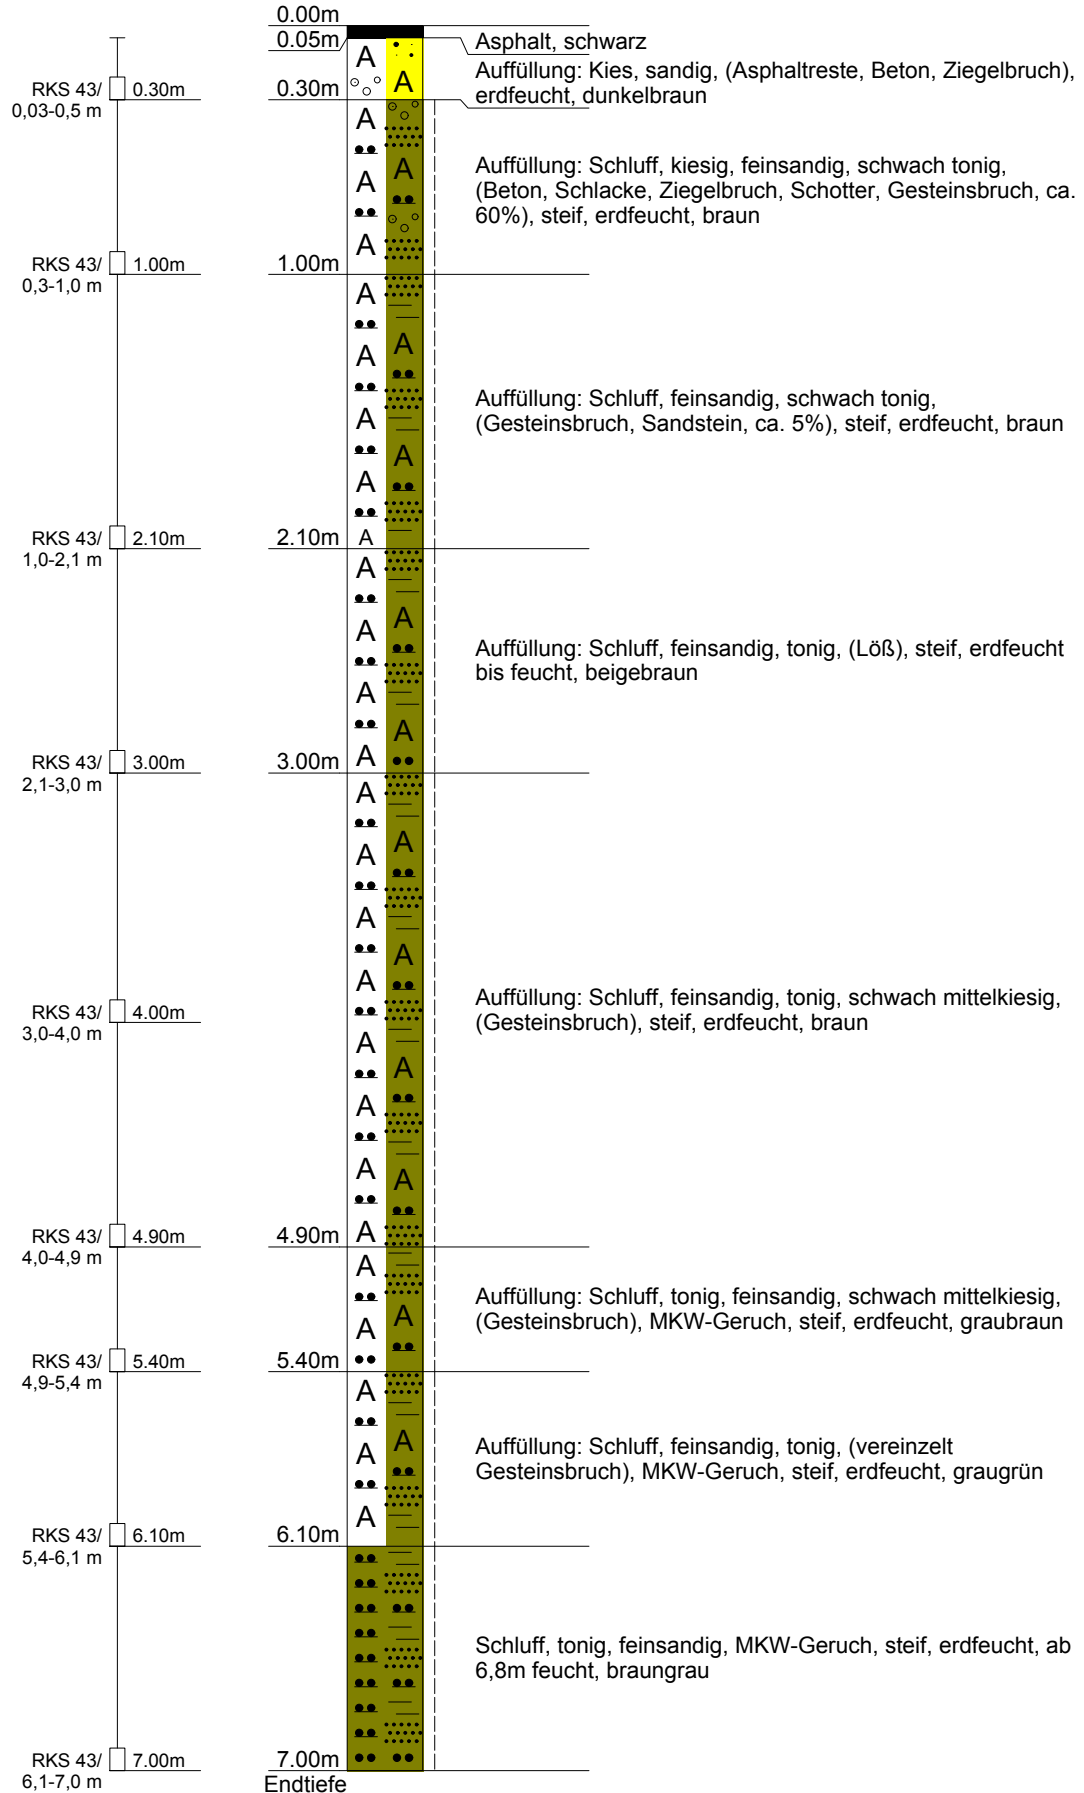 0.00m
0.05m
Asphalt, schwarz
A
RKS 43/
0,03-0,5 m
0.30m
0.30m
A
Auffüllung: Kies, sandig, (Asphaltreste, Beton, Ziegelbruch),
erdfeucht, dunkelbraun
A
A
A
A
Auffüllung: Schluff, kiesig, feinsandig, schwach tonig,
(Beton, Schlacke, Ziegelbruch, Schotter, Gesteinsbruch, ca.
60%), steif, erdfeucht, braun
RKS 43/
0,3-1,0 m
1.00m
1.00m
A
A
A
A
A
A
Auffüllung: Schluff, feinsandig, schwach tonig,
(Gesteinsbruch, Sandstein, ca. 5%), steif, erdfeucht, braun
RKS 43/
1,0-2,1 m
2.10m
2.10m
A
A
A
A
A
A
A
Auffüllung: Schluff, feinsandig, tonig, (Löß), steif, erdfeucht
bis feucht, beigebraun
RKS 43/
2,1-3,0 m
3.00m
3.00m
A
A
A
A
A
A
Auffüllung: Schluff, feinsandig, tonig, schwach mittelkiesig,
(Gesteinsbruch), steif, erdfeucht, braun
RKS 43/
3,0-4,0 m
4.00m
A
A
A
A
A
A
RKS 43/
4,0-4,9 m
4.90m
4.90m
A
A
A
A
Auffüllung: Schluff, tonig, feinsandig, schwach mittelkiesig,
(Gesteinsbruch), MKW-Geruch, steif, erdfeucht, graubraun
RKS 43/
4,9-5,4 m
5.40m
5.40m
A
A
A
A
Auffüllung: Schluff, feinsandig, tonig, (vereinzelt
Gesteinsbruch), MKW-Geruch, steif, erdfeucht, graugrün
RKS 43/
5,4-6,1 m
6.10m
6.10m
Schluff, tonig, feinsandig, MKW-Geruch, steif, erdfeucht, ab
6,8m feucht, braungrau
RKS 43/
6,1-7,0 m
7.00m
7.00m
Endtiefe